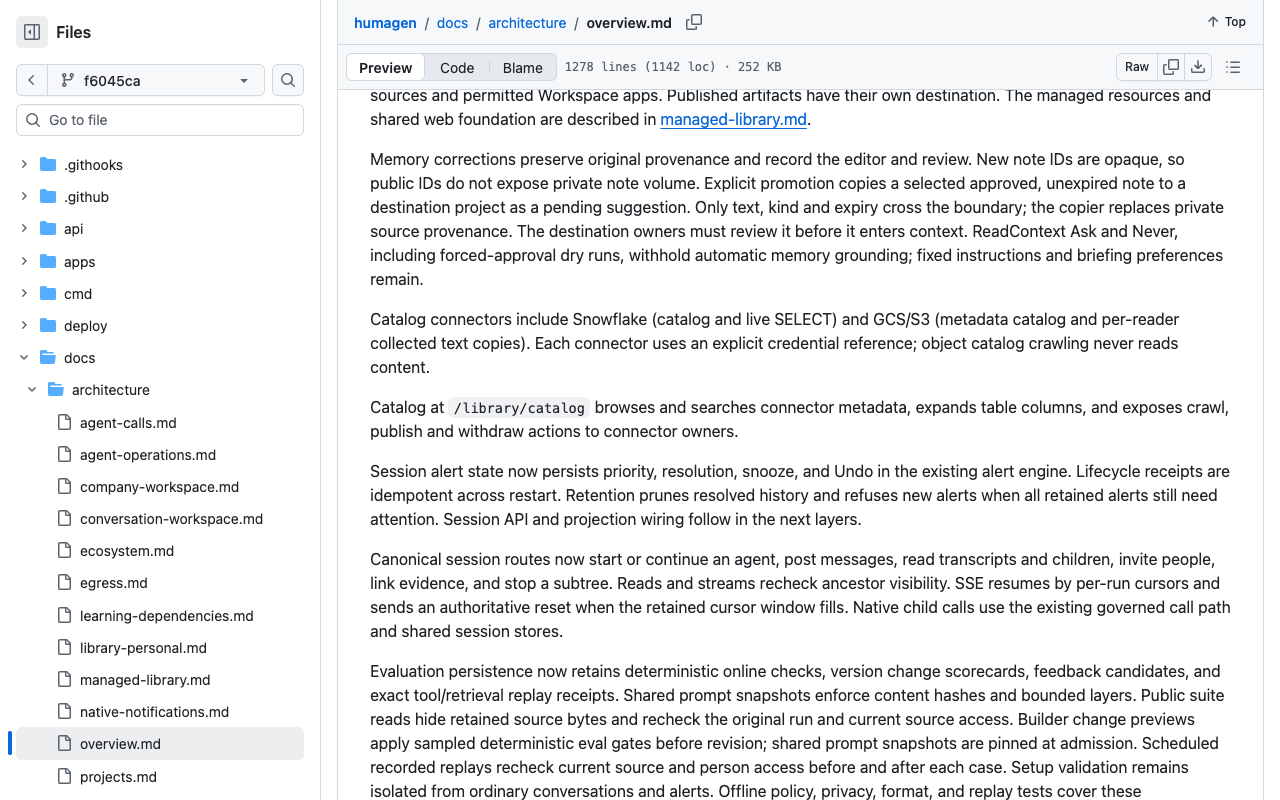 Files
humagen / docs / architecture / overview.md
Top
f6045ca
Preview
Code
Blame
1278 lines (1142 loc) · 252 KB
Raw
Go to file
.githooks
.github
api
apps
cmd
deploy
docs
architecture
agent-calls.md
agent-operations.md
company-workspace.md
conversation-workspace.md
ecosystem.md
egress.md
learning-dependencies.md
library-personal.md
managed-library.md
native-notifications.md
overview.md
projects.md
sources and permitted Workspace apps. Published artifacts have their own destination. The managed resources and
shared web foundation are described in managed-library.md.
Memory corrections preserve original provenance and record the editor and review. New note IDs are opaque, so
public IDs do not expose private note volume. Explicit promotion copies a selected approved, unexpired note to a
destination project as a pending suggestion. Only text, kind and expiry cross the boundary; the copier replaces private
source provenance. The destination owners must review it before it enters context. ReadContext Ask and Never,
including forced-approval dry runs, withhold automatic memory grounding; fixed instructions and briefing preferences
remain.
Catalog connectors include Snowflake (catalog and live SELECT) and GCS/S3 (metadata catalog and per-reader
collected text copies). Each connector uses an explicit credential reference; object catalog crawling never reads
content.
Catalog at /library/catalog browses and searches connector metadata, expands table columns, and exposes crawl,
publish and withdraw actions to connector owners.
Session alert state now persists priority, resolution, snooze, and Undo in the existing alert engine. Lifecycle receipts are
idempotent across restart. Retention prunes resolved history and refuses new alerts when all retained alerts still need
attention. Session API and projection wiring follow in the next layers.
Canonical session routes now start or continue an agent, post messages, read transcripts and children, invite people,
link evidence, and stop a subtree. Reads and streams recheck ancestor visibility. SSE resumes by per-run cursors and
sends an authoritative reset when the retained cursor window fills. Native child calls use the existing governed call path
and shared session stores.
Evaluation persistence now retains deterministic online checks, version change scorecards, feedback candidates, and
exact tool/retrieval replay receipts. Shared prompt snapshots enforce content hashes and bounded layers. Public suite
reads hide retained source bytes and recheck the original run and current source access. Builder change previews
apply sampled deterministic eval gates before revision; shared prompt snapshots are pinned at admission. Scheduled
recorded replays recheck current source and person access before and after each case. Setup validation remains
isolated from ordinary conversations and alerts. Offline policy, privacy, format, and replay tests cover these